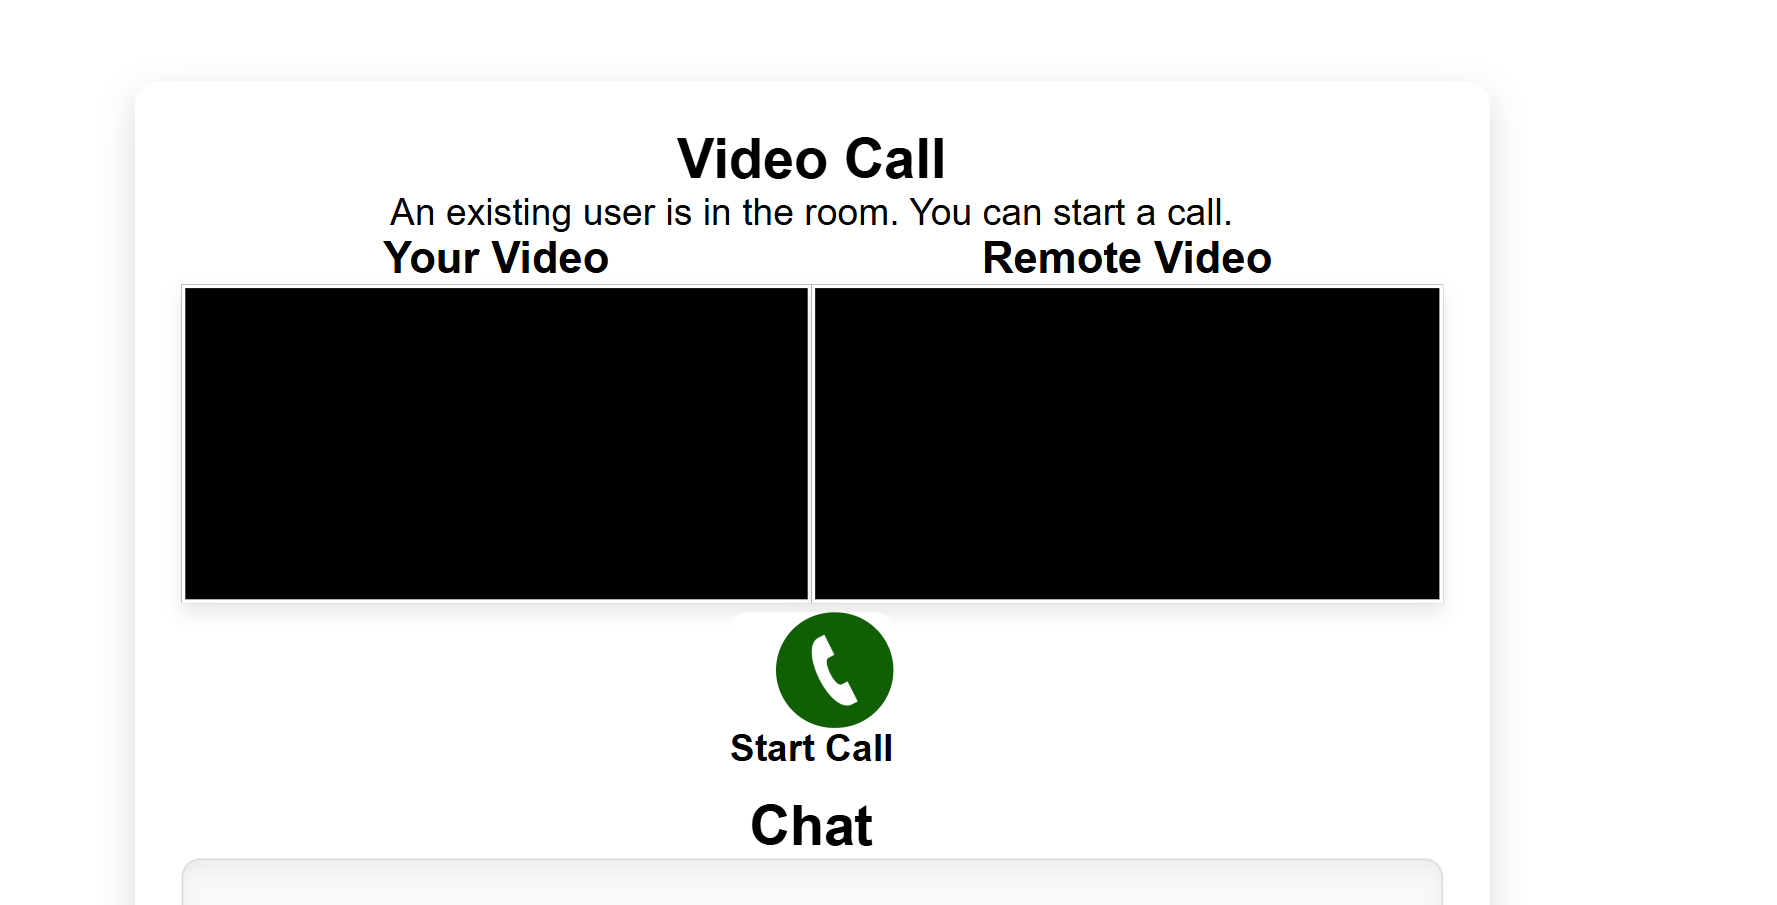 Video Call
An existing user is in the room. You can start a call.
Your Video
Remote Video
Start Call
Chat